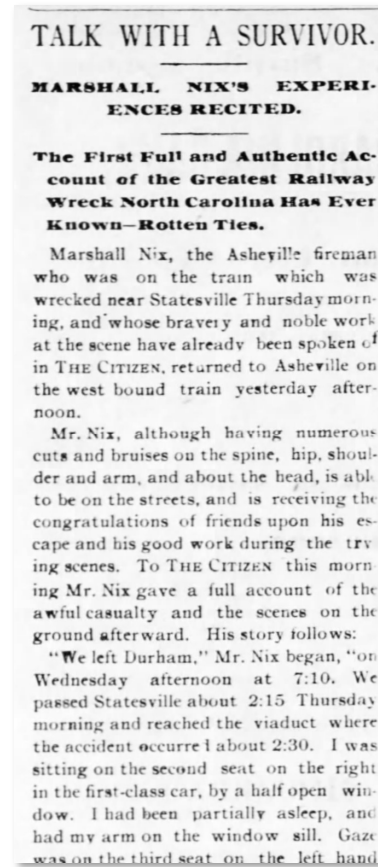 TALK WITH A SURVIVOR.
MARSHALL NIX'S EXPERI-
ENCES RECITED.
The First Full and Authentic Ac-
count of the Greatest Railway
Wreck North Carolina Has Ever
Known—Rotten Ties.
Marshall Nix, the Asheville fireman
who was on the train which was
wrecked near Statesville Thursday morn-
ing, and whose bravery and noble work
at the scene have already been spoken of
in THE CITIZEN, returned to Asheville on
the west bound train yesterday after-
noon.
Mr. Nix, although having numerous
cuts and bruises on the spine, hip, shoul-
der and arm, and about the head, is able
to be on the streets, and is receiving the
congratulations of friends upon his es-
cape and his good work during the try
ing scenes. To THE CITIZEN this morn
ing Mr. Nix gave a full account of the
awful casualty and the scenes on the
ground afterward. His story follows:
"We left Durham," Mr. Nix began, "on
Wednesday afternoon at 7:10. We
passed Statesville about 2:15 Thursday
morning and reached the viaduct where
the accident occurred about 2:30. I was
sitting on the second seat on the right
in the first-class car, by a half open win-
dow. I had been partially asleep, and
had my arm on the window sill. Gaze
was on the third seat on the left hand